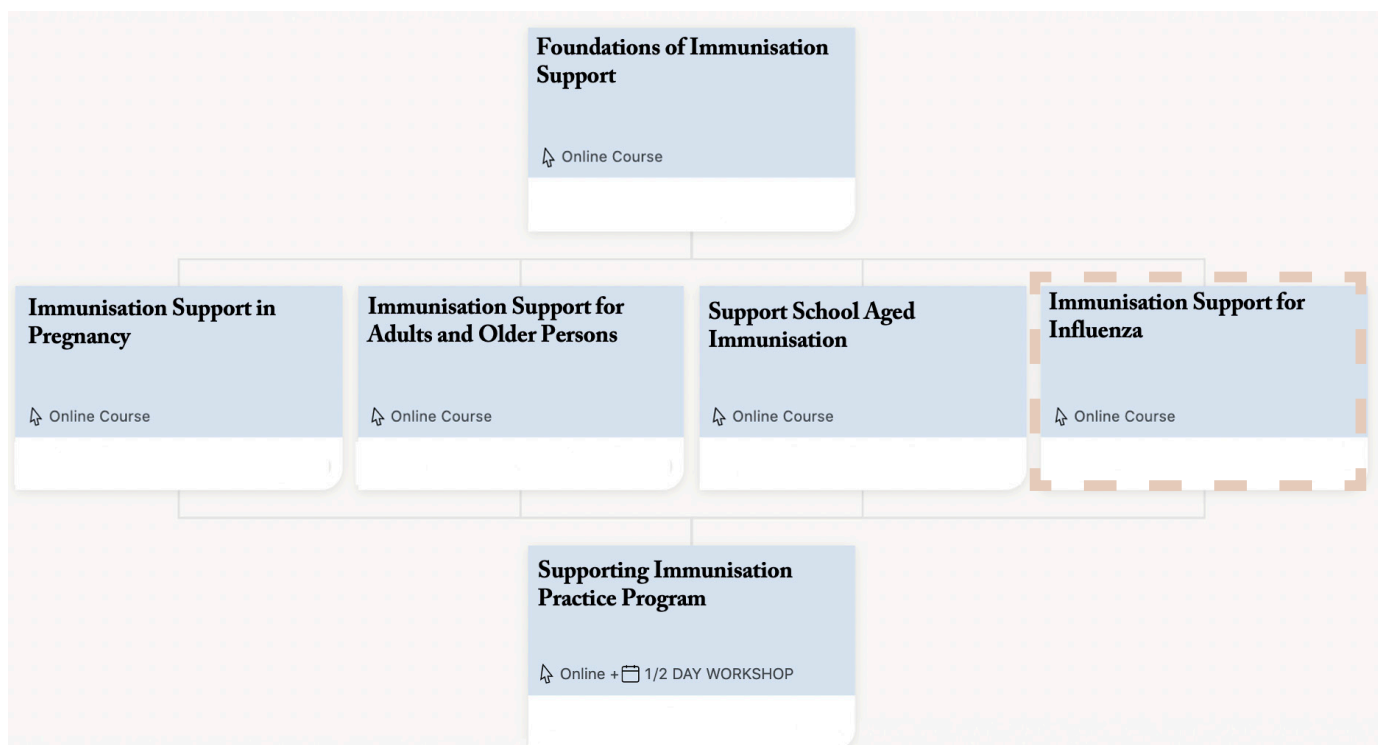 Foundations of Immunisation
Support
Online Course
Immunisation Support in
Pregnancy
Online Course
Immunisation Support for
Adults and Older Persons
Online Course
Support School Aged
Immunisation
Online Course
Immunisation Support for
Influenza
Online Course
Supporting Immunisation
Practice Program
Online + 1/2 DAY WORKSHOP